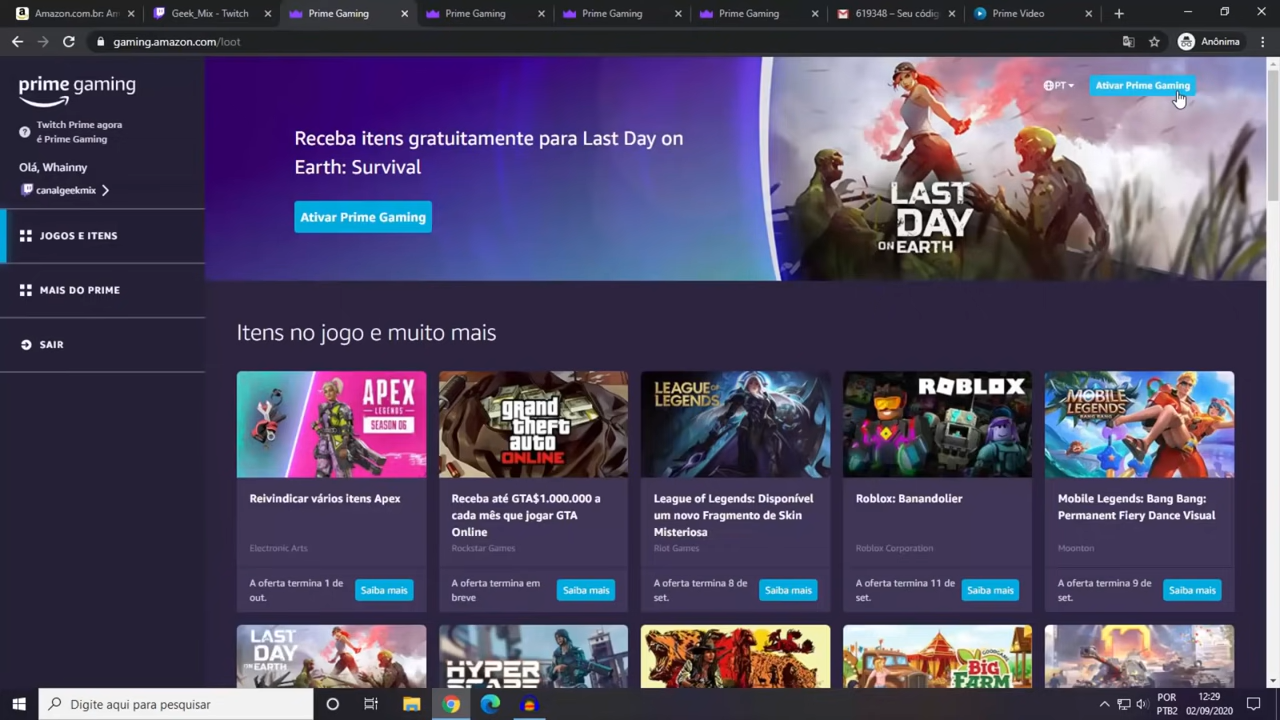 Amazon.com.br: An
Geek_Mix - Twitch
Prime Gaming
Prime Gaming
Prime Gaming
Prime Gaming
619348 – Seu códig
Prime Video
gaming.amazon.com/loot
Anônima
prime gaming
Twitch Prime agora
é Prime Gaming
Olá, Whainny
canalgeekmix
JOGOS E ITENS
MAIS DO PRIME
SAIR
PT
Ativar Prime Gaming
Receba itens gratuitamente para Last Day on
Earth: Survival
Ativar Prime Gaming
LAST
DAY
ON EARTH
Itens no jogo e muito mais
APEX
LEGENDS
SEASON 06
Reivindicar vários itens Apex
Electronic Arts
A oferta termina 1 de
out.
Saiba mais
grand
theft
auto
ONLINE
Receba até GTA$1.000.000 a
cada mês que jogar GTA
Online
Rockstar Games
A oferta termina em
breve
Saiba mais
LEAGUE of
LEGENDS
League of Legends: Disponível
um novo Fragmento de Skin
Misteriosa
Riot Games
A oferta termina 8 de
set.
Saiba mais
ROBLOX
Roblox: Banandolier
Roblox Corporation
A oferta termina 11 de
set.
Saiba mais
MOBILE
LEGENDS
BANG BANG
Mobile Legends: Bang Bang:
Permanent Fiery Dance Visual
Moonton
A oferta termina 9 de
set.
Saiba mais
LAST
DAY
ON EARTH
HYPER
SCAPE
BIG
FARM
Digite aqui para pesquisar
POR
PTB2
12:29
02/09/2020